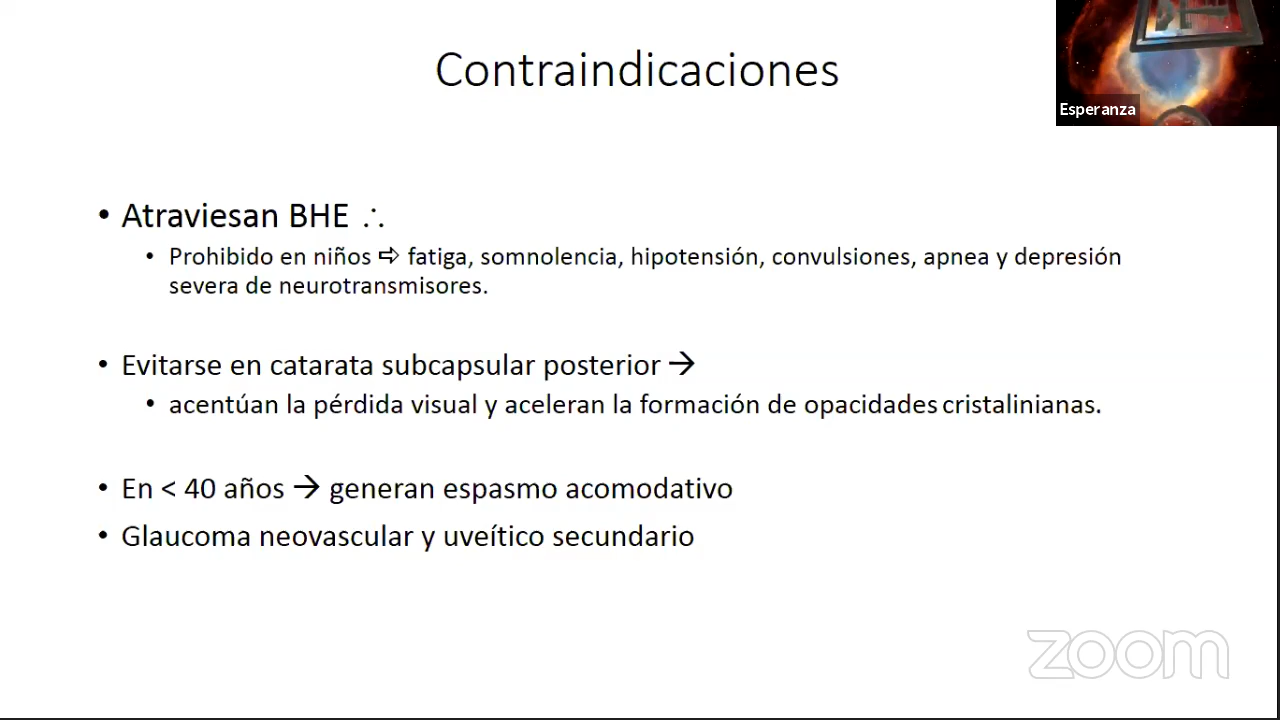 Contraindicaciones
Esperanza
• Atraviesan BHE ∴
• Prohibido en niños ⇨ fatiga, somnolencia, hipotensión, convulsiones, apnea y depresión
severa de neurotransmisores.
• Evitarse en catarata subcapsular posterior →
• acentúan la pérdida visual y aceleran la formación de opacidades cristalinianas.
• En < 40 años → generan espasmo acomodativo
• Glaucoma neovascular y uveítico secundario
zoom